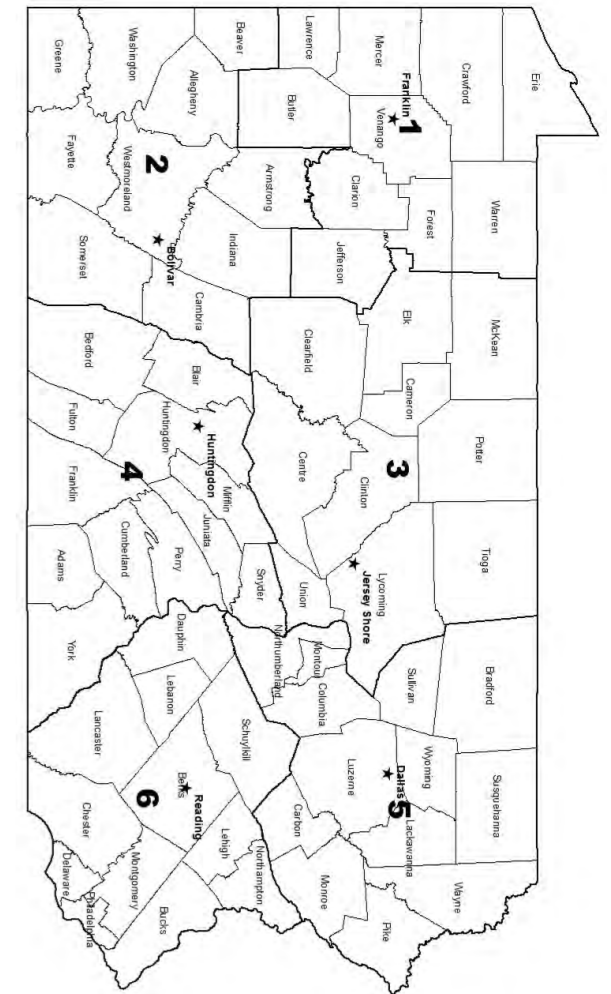 Erie
Crawford
Warren
McKean
Potter
Tioga
Bradford
Susquehanna
Wayne
Mercer
Franklin
1
Venango
Forest
Elk
Cameron
3
Clinton
Lycoming
Jersey Shore
Sullivan
Wyoming
Lackawanna
Dallas
5
Luzerne
Pike
Lawrence
Butler
Clarion
Jefferson
Clearfield
Centre
Union
Montour
Northumberland
Columbia
Carbon
Monroe
Beaver
Allegheny
Armstrong
Indiana
Cambria
Blair
Huntingdon
Huntingdon
Mifflin
Juniata
Snyder
Schuylkill
Lehigh
Northampton
Washington
2
Westmoreland
Bolivar
4
Perry
Dauphin
Lebanon
Berks
Reading
6
Bucks
Montgomery
Greene
Fayette
Somerset
Bedford
Fulton
Franklin
Cumberland
Adams
York
Lancaster
Chester
Delaware
Philadelphia